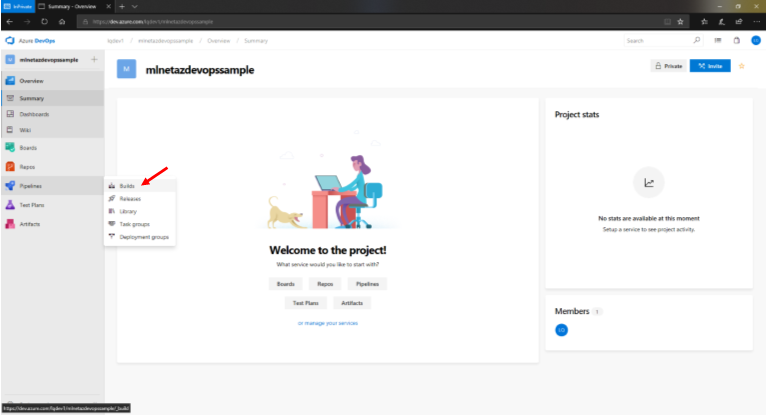 InPrivate
Summary - Overview
https://dev.azure.com/lqdev1/mlnetazdevopssample
Azure DevOps
lqdev1 / mlnetazdevopssample / Overview / Summary
Search
M mlnetazdevopssample +
M mlnetazdevopssample
Private
Invite
Overview
Summary
Dashboards
Wiki
Boards
Repos
Pipelines
Test Plans
Artifacts
Builds
Releases
Library
Task groups
Deployment groups
Welcome to the project!
What service would you like to start with?
Boards Repos Pipelines
Test Plans Artifacts
or manage your services
Project stats
No stats are available at this moment
Setup a service to see project activity.
Members 1
https://dev.azure.com/lqdev1/mlnetazdevopssample/_build